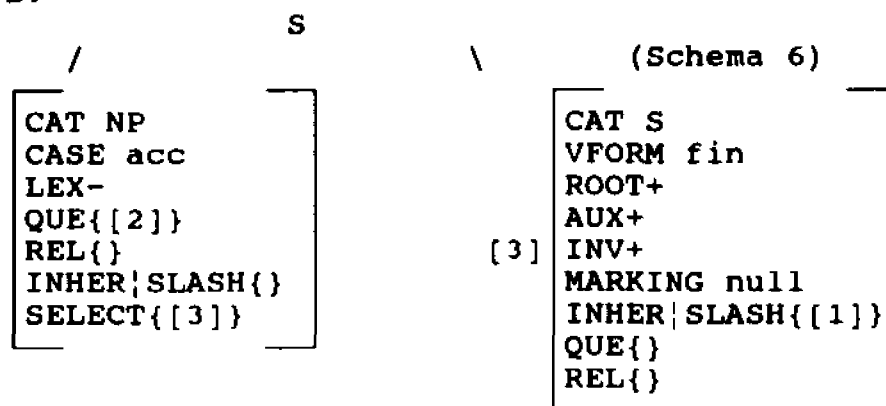 S
/ \ (Schema 6)
CAT NP CAT S
CASE acc VFORM fin
LEX- ROOT+
QUE{[2]} AUX+
REL{} [3] INV+
INHER¦SLASH{} MARKING null
SELECT{[3]} INHER¦SLASH{[1]}
QUE{}
REL{}